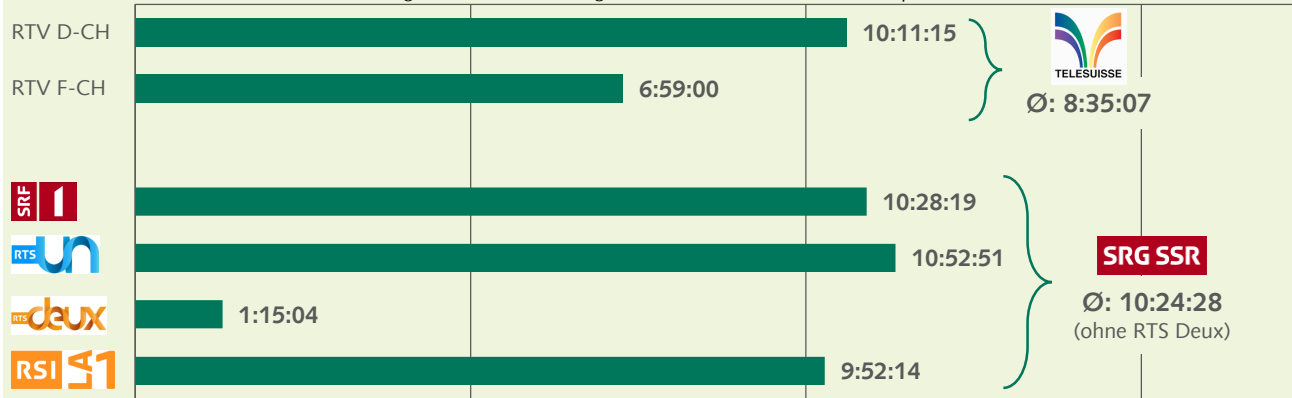 RTV D-CH
10:11:15
TELESUISSE
RTV F-CH
6:59:00
Ø: 8:35:07
SRF 1
10:28:19
RTS un
10:52:51
SRG SSR
RTS deux
1:15:04
Ø: 10:24:28
(ohne RTS Deux)
RSI LA 1
9:52:14